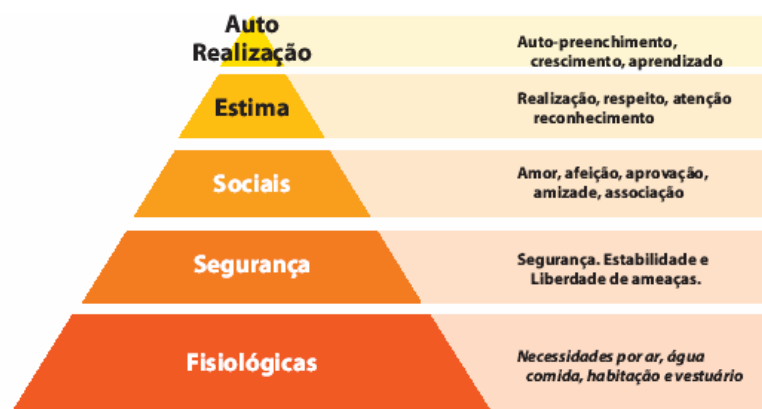 Auto
Realização
Auto-preenchimento,
crescimento, aprendizado
Estima
Realização, respeito, atenção
reconhecimento
Sociais
Amor, afeição, aprovação,
amizade, associação
Segurança
Segurança. Estabilidade e
Liberdade de ameaças.
Fisiológicas
Necessidades por ar, água
comida, habitação e vestuário